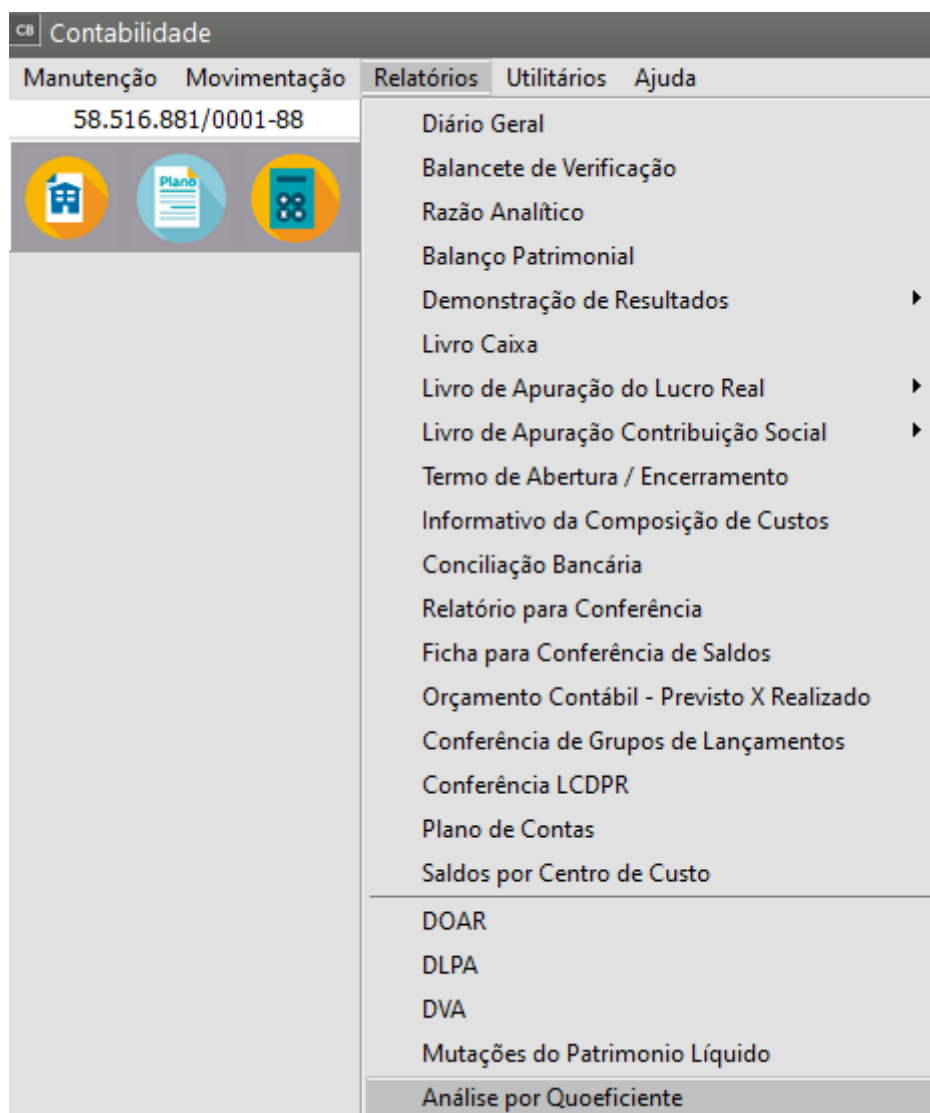 CB Contabilidade
Manutenção Movimentação Relatórios Utilitários Ajuda
58.516.881/0001-88
Plano
Diário Geral
Balancete de Verificação
Razão Analítico
Balanço Patrimonial
Demonstração de Resultados
Livro Caixa
Livro de Apuração do Lucro Real
Livro de Apuração Contribuição Social
Termo de Abertura / Encerramento
Informativo da Composição de Custos
Conciliação Bancária
Relatório para Conferência
Ficha para Conferência de Saldos
Orçamento Contábil - Previsto X Realizado
Conferência de Grupos de Lançamentos
Conferência LCDPR
Plano de Contas
Saldos por Centro de Custo
DOAR
DLPA
DVA
Mutações do Patrimonio Líquido
Análise por Quoeficiente